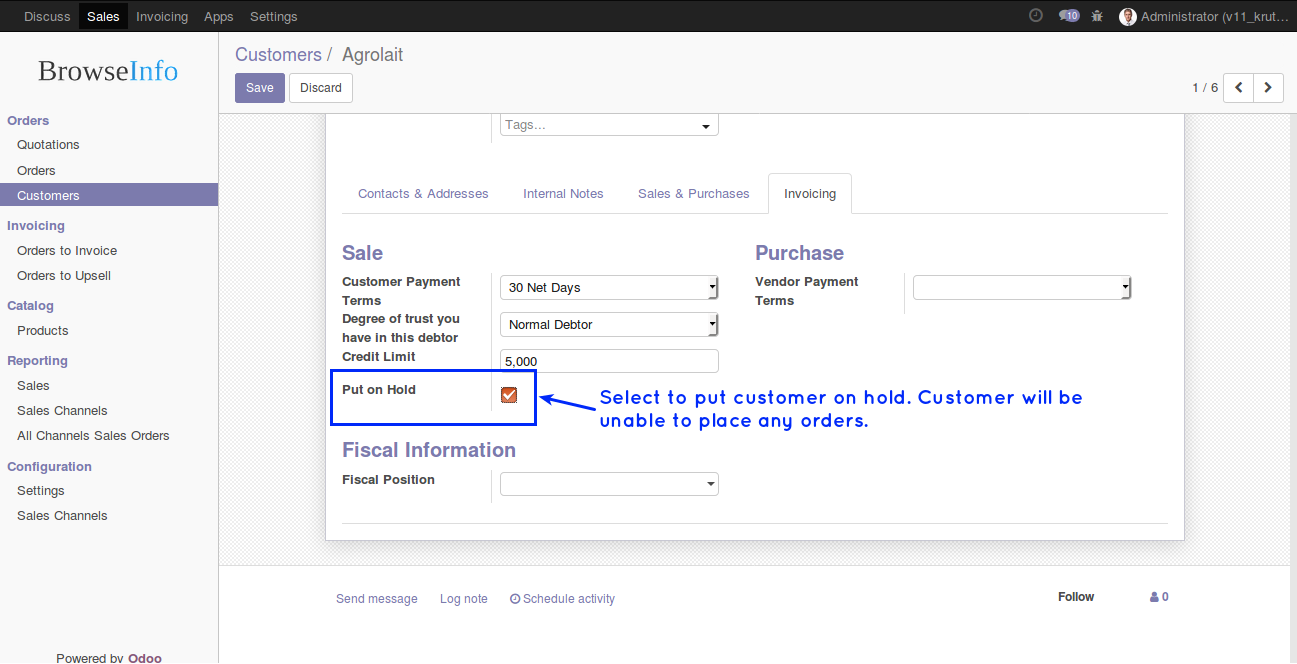 Discuss Sales Invoicing Apps Settings 10 Administrator (v11_krut...
BrowseInfo
Customers / Agrolait
Save Discard 1 / 6
Orders
Quotations
Orders
Customers
Invoicing
Orders to Invoice
Orders to Upsell
Catalog
Products
Reporting
Sales
Sales Channels
All Channels Sales Orders
Configuration
Settings
Sales Channels
Powered by Odoo
Tags...
Contacts & Addresses Internal Notes Sales & Purchases Invoicing
Sale
Customer Payment
Terms
30 Net Days
Degree of trust you
have in this debtor
Normal Debtor
Credit Limit
5,000
Put on Hold
Select to put customer on hold. Customer will be
unable to place any orders.
Purchase
Vendor Payment
Terms
Fiscal Information
Fiscal Position
Send message Log note Schedule activity Follow 0